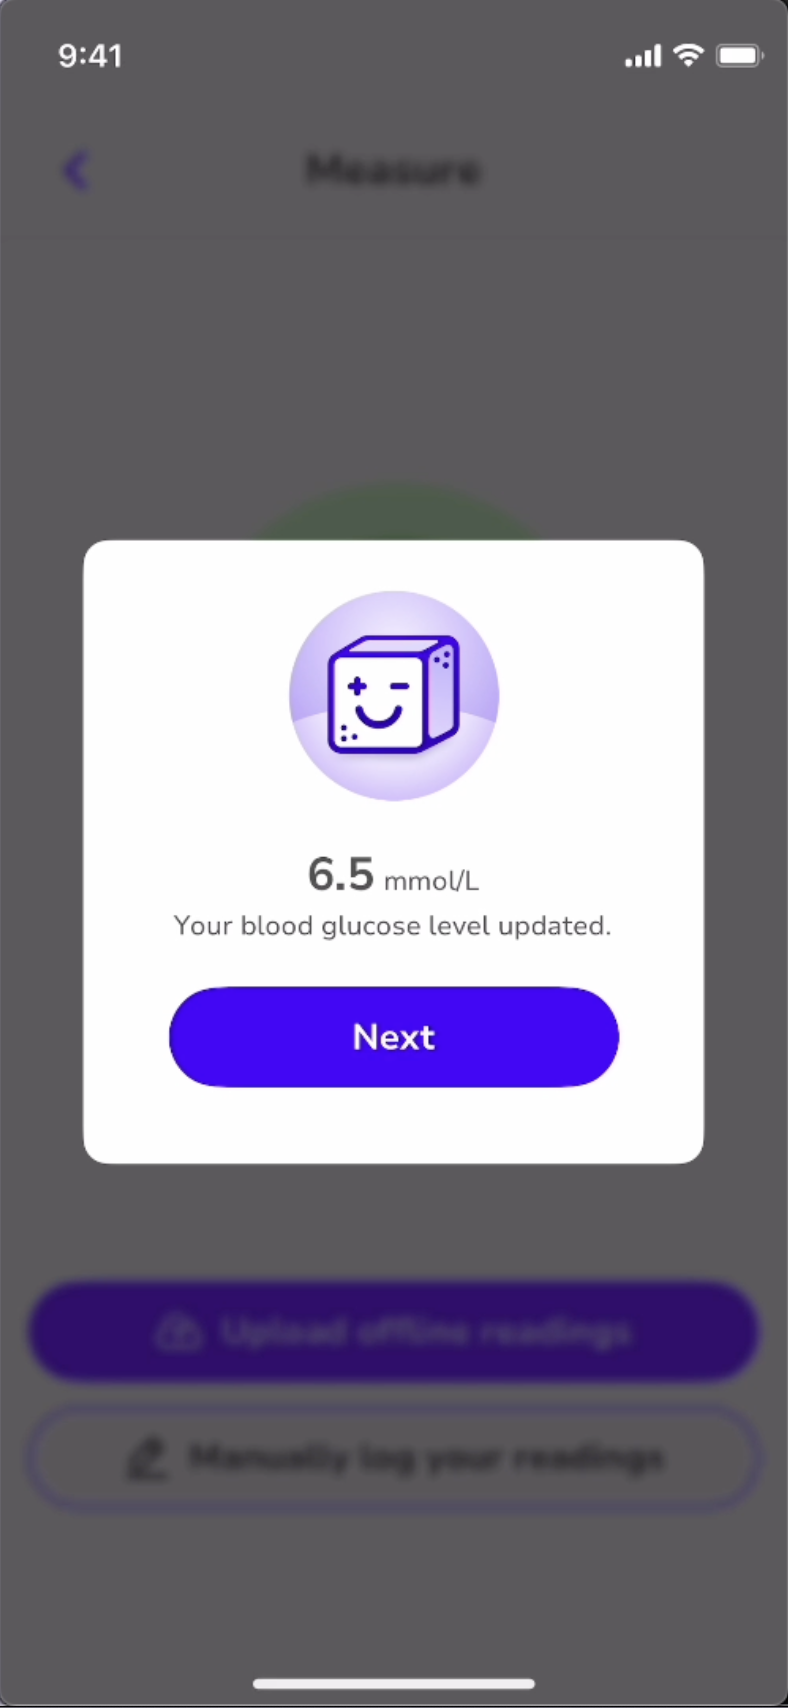 9:41
Measure
6.5 mmol/L
Your blood glucose level updated.
Next
Upload offline readings
Manually log your readings